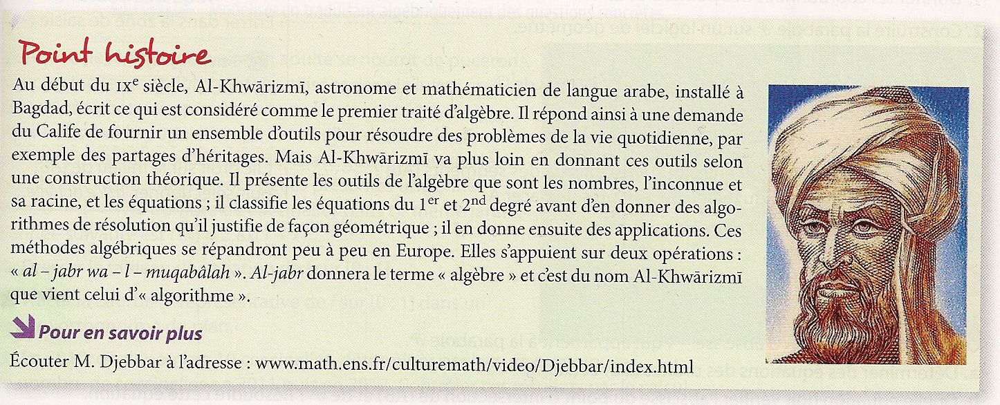 Point histoire
Au début du IXe siècle, Al-Khwārizmī, astronome et mathématicien de langue arabe, installé à
Bagdad, écrit ce qui est considéré comme le premier traité d'algèbre. Il répond ainsi à une demande
du Calife de fournir un ensemble d'outils pour résoudre des problèmes de la vie quotidienne, par
exemple des partages d'héritages. Mais Al-Khwārizmī va plus loin en donnant ces outils selon
une construction théorique. Il présente les outils de l'algèbre que sont les nombres, l'inconnue et
sa racine, et les équations ; il classifie les équations du 1er et 2nd degré avant d'en donner des algo-
rithmes de résolution qu'il justifie de façon géométrique ; il en donne ensuite des applications. Ces
méthodes algébriques se répandront peu à peu en Europe. Elles s'appuient sur deux opérations :
« al – jabr wa – l – muqabâlah ». Al-jabr donnera le terme « algèbre » et c'est du nom Al-Khwārizmī
que vient celui d'« algorithme ».
Pour en savoir plus
Écouter M. Djebbar à l'adresse : www.math.ens.fr/culturemath/video/Djebbar/index.html